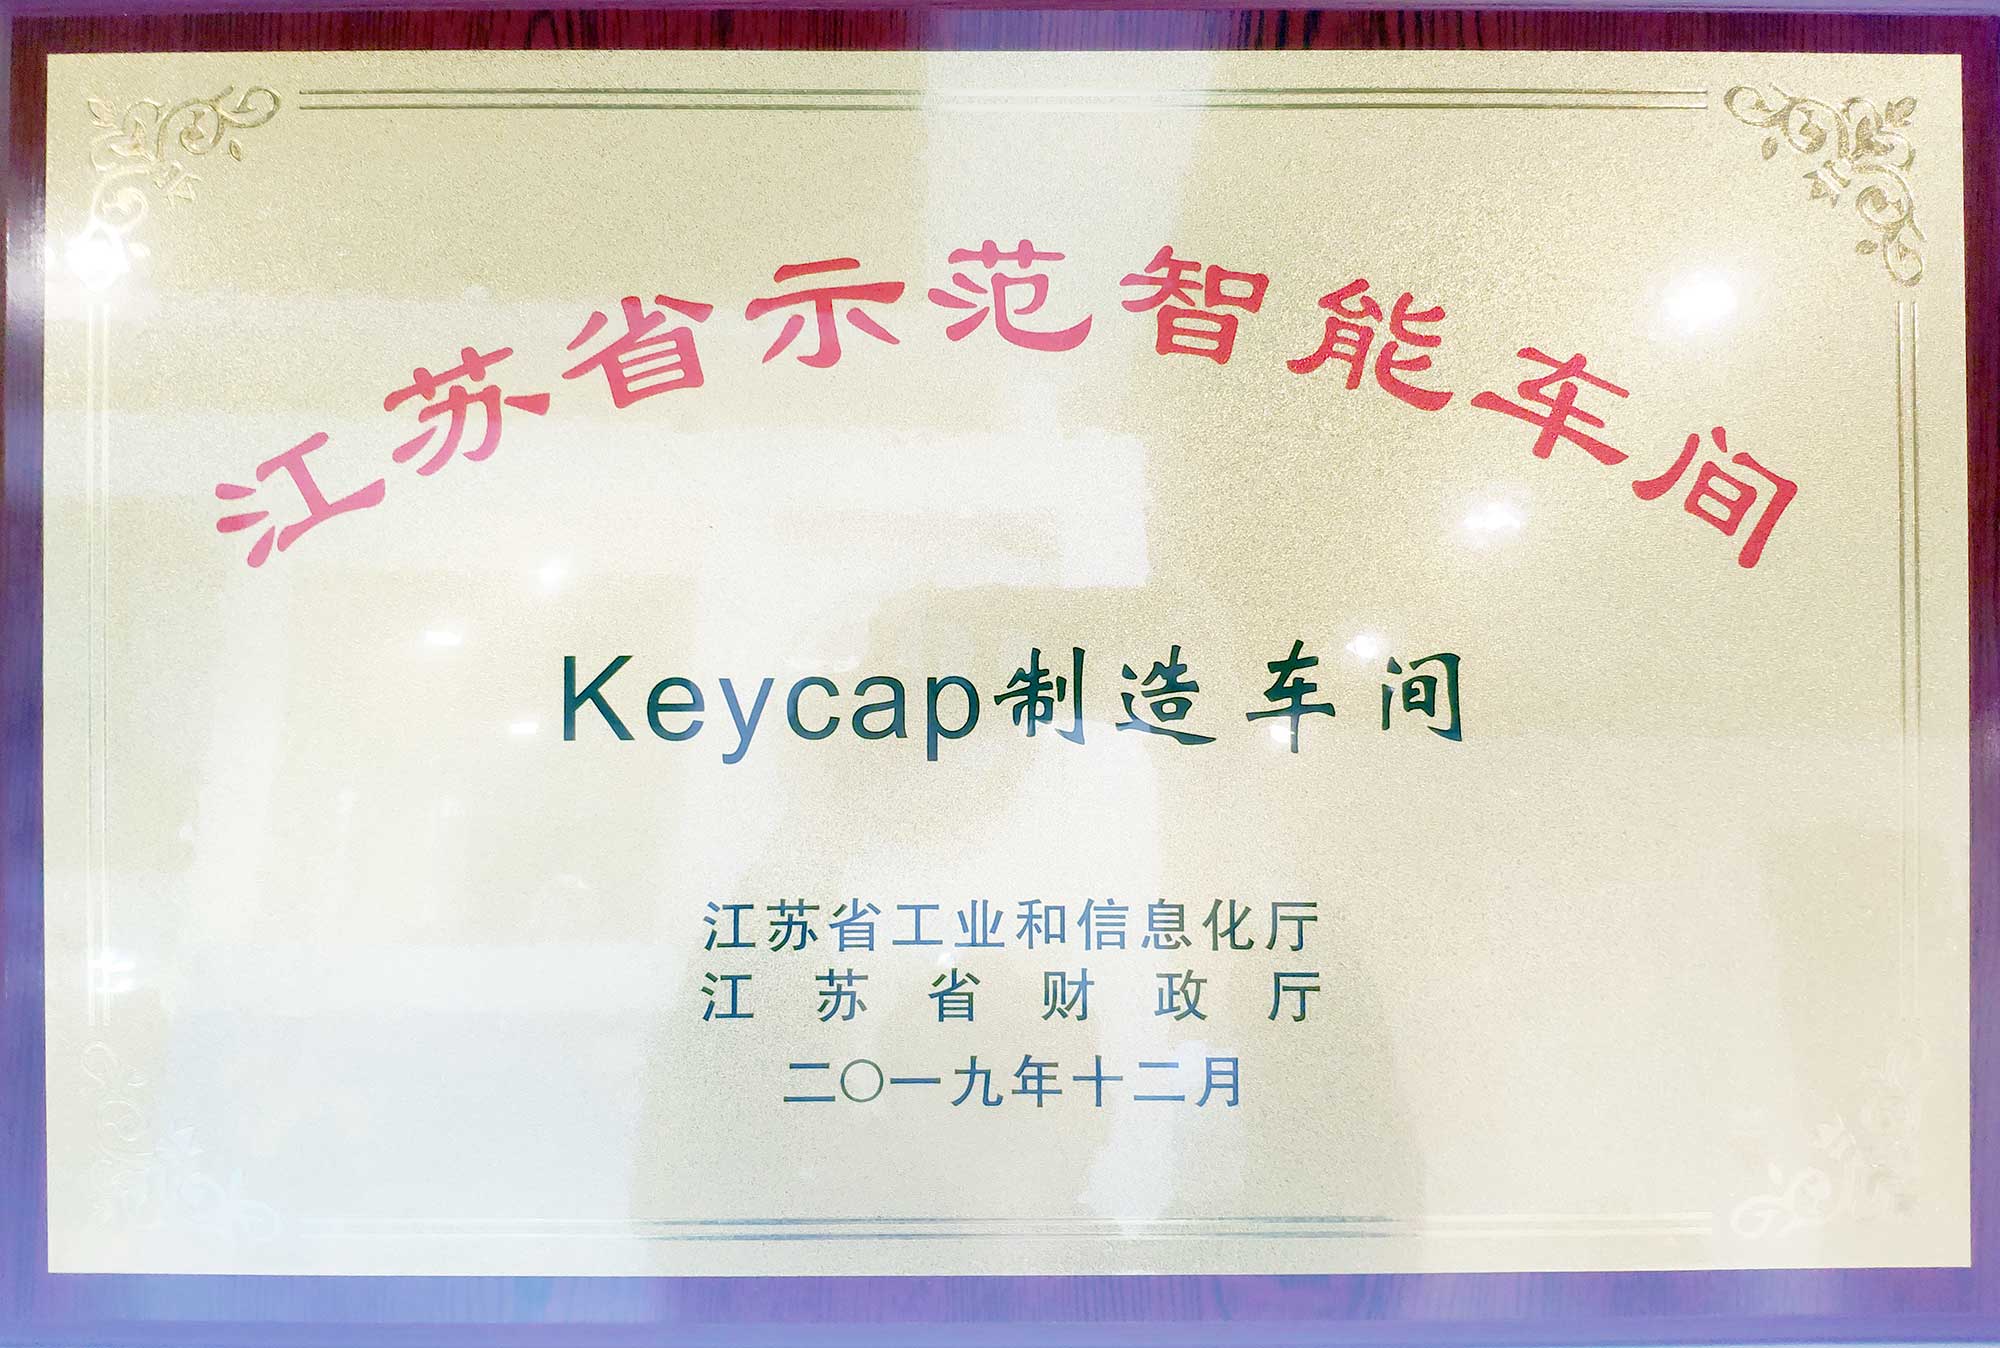 江苏省示范智能车间
Keycap制造车间
江苏省工业和信息化厅
江苏省财政厅
二〇一九年十二月